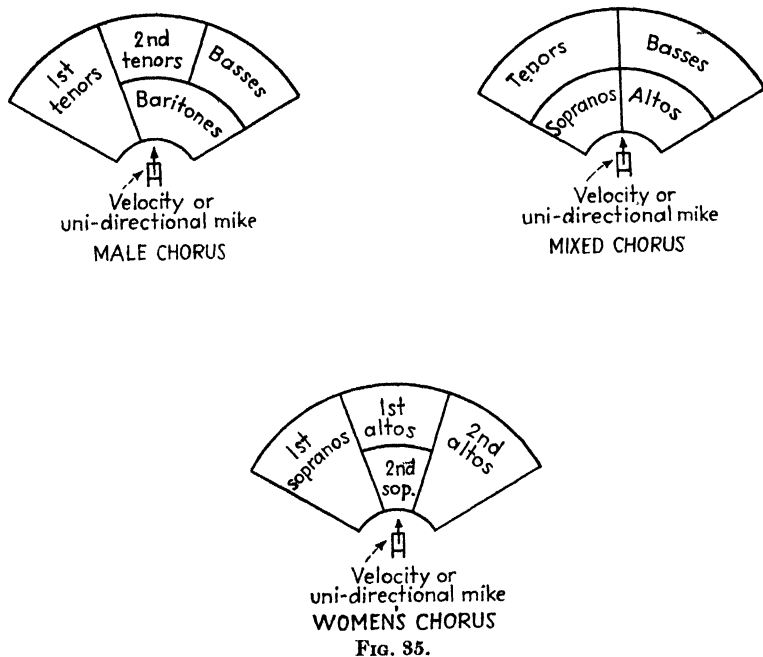 1st
tenors
2nd
tenors
Basses
Baritones
Velocity or
uni-directional mike
MALE CHORUS
Tenors
Basses
Sopranos
Altos
Velocity or
uni-directional mike
MIXED CHORUS
1st
sopranos
1st
altos
2nd
sop.
2nd
altos
Velocity or
uni-directional mike
WOMEN'S CHORUS
FIG. 35.